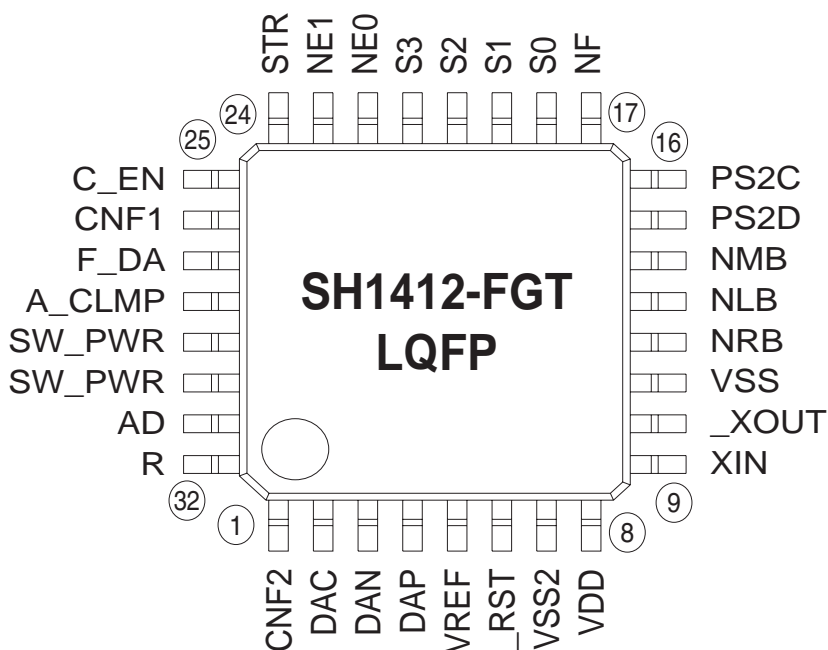 STR NE1 NE0 S3 S2 S1 S0 NF
24 17
25 16
C_EN PS2C
CNF1 PS2D
F_DA NMB
A_CLMP NLB
SH1412-FGT
LQFP
SW_PWR NRB
SW_PWR VSS
AD _XOUT
R XIN
32 9
1 8
CNF2 DAC DAN DAP VREF _RST VSS2 VDD